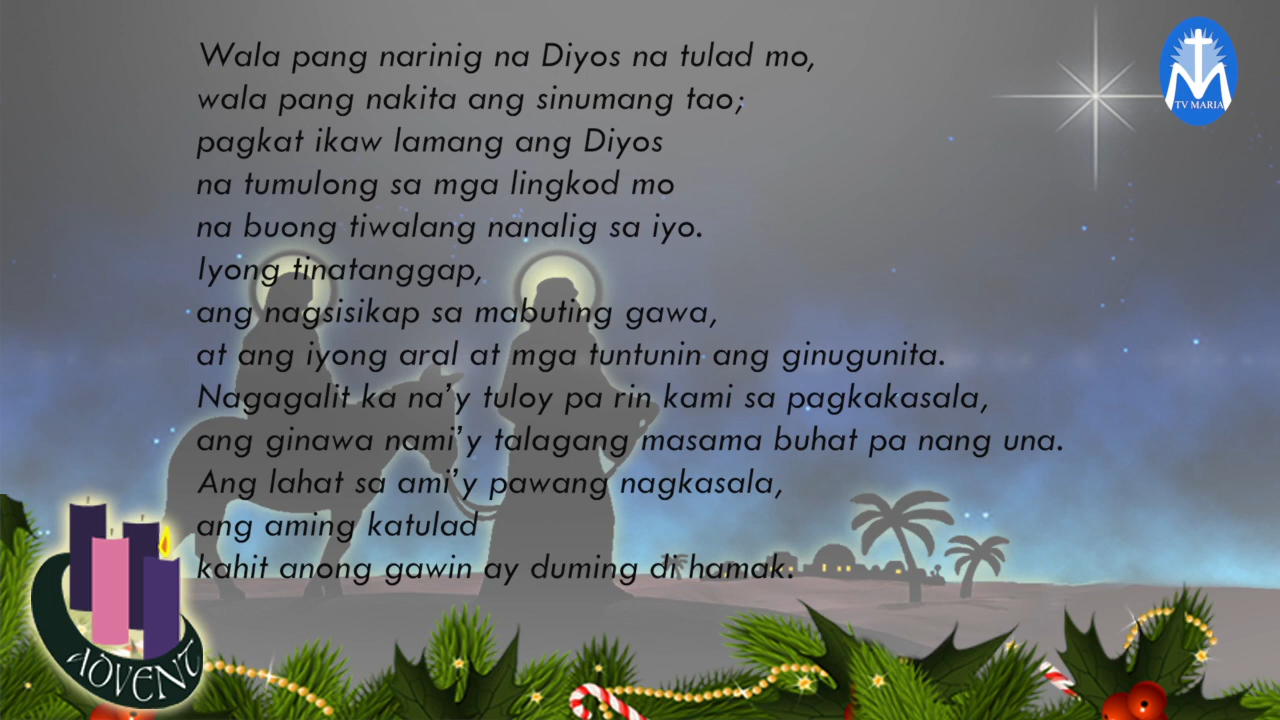 Wala pang narinig na Diyos na tulad mo,
wala pang nakita ang sinumang tao;
pagkat ikaw lamang ang Diyos
na tumulong sa mga lingkod mo
na buong tiwalang nanalig sa iyo.
Iyong tinatanggap,
ang nagsisikap sa mabuting gawa,
at ang iyong aral at mga tuntunin ang ginugunita.
Nagagalit ka na’y tuloy pa rin kami sa pagkakasala,
ang ginawa nami’y talagang masama buhat pa nang una.
Ang lahat sa ami’y pawang nagkasala,
ang aming katulad
kahit anong gawin ay duming di hamak.
TV MARIA
ADVENT